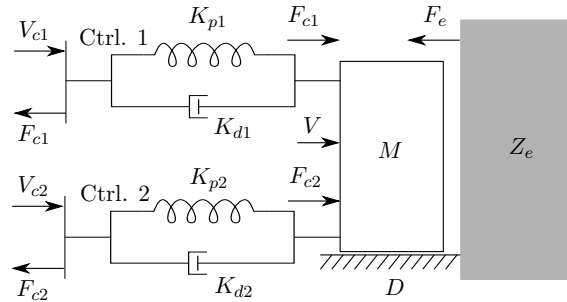 V_{c1}
Ctrl. 1
K_{p1}
F_{c1}
F_e
F_{c1}
K_{d1}
V
M
Z_e
V_{c2}
Ctrl. 2
K_{p2}
F_{c2}
F_{c2}
K_{d2}
D